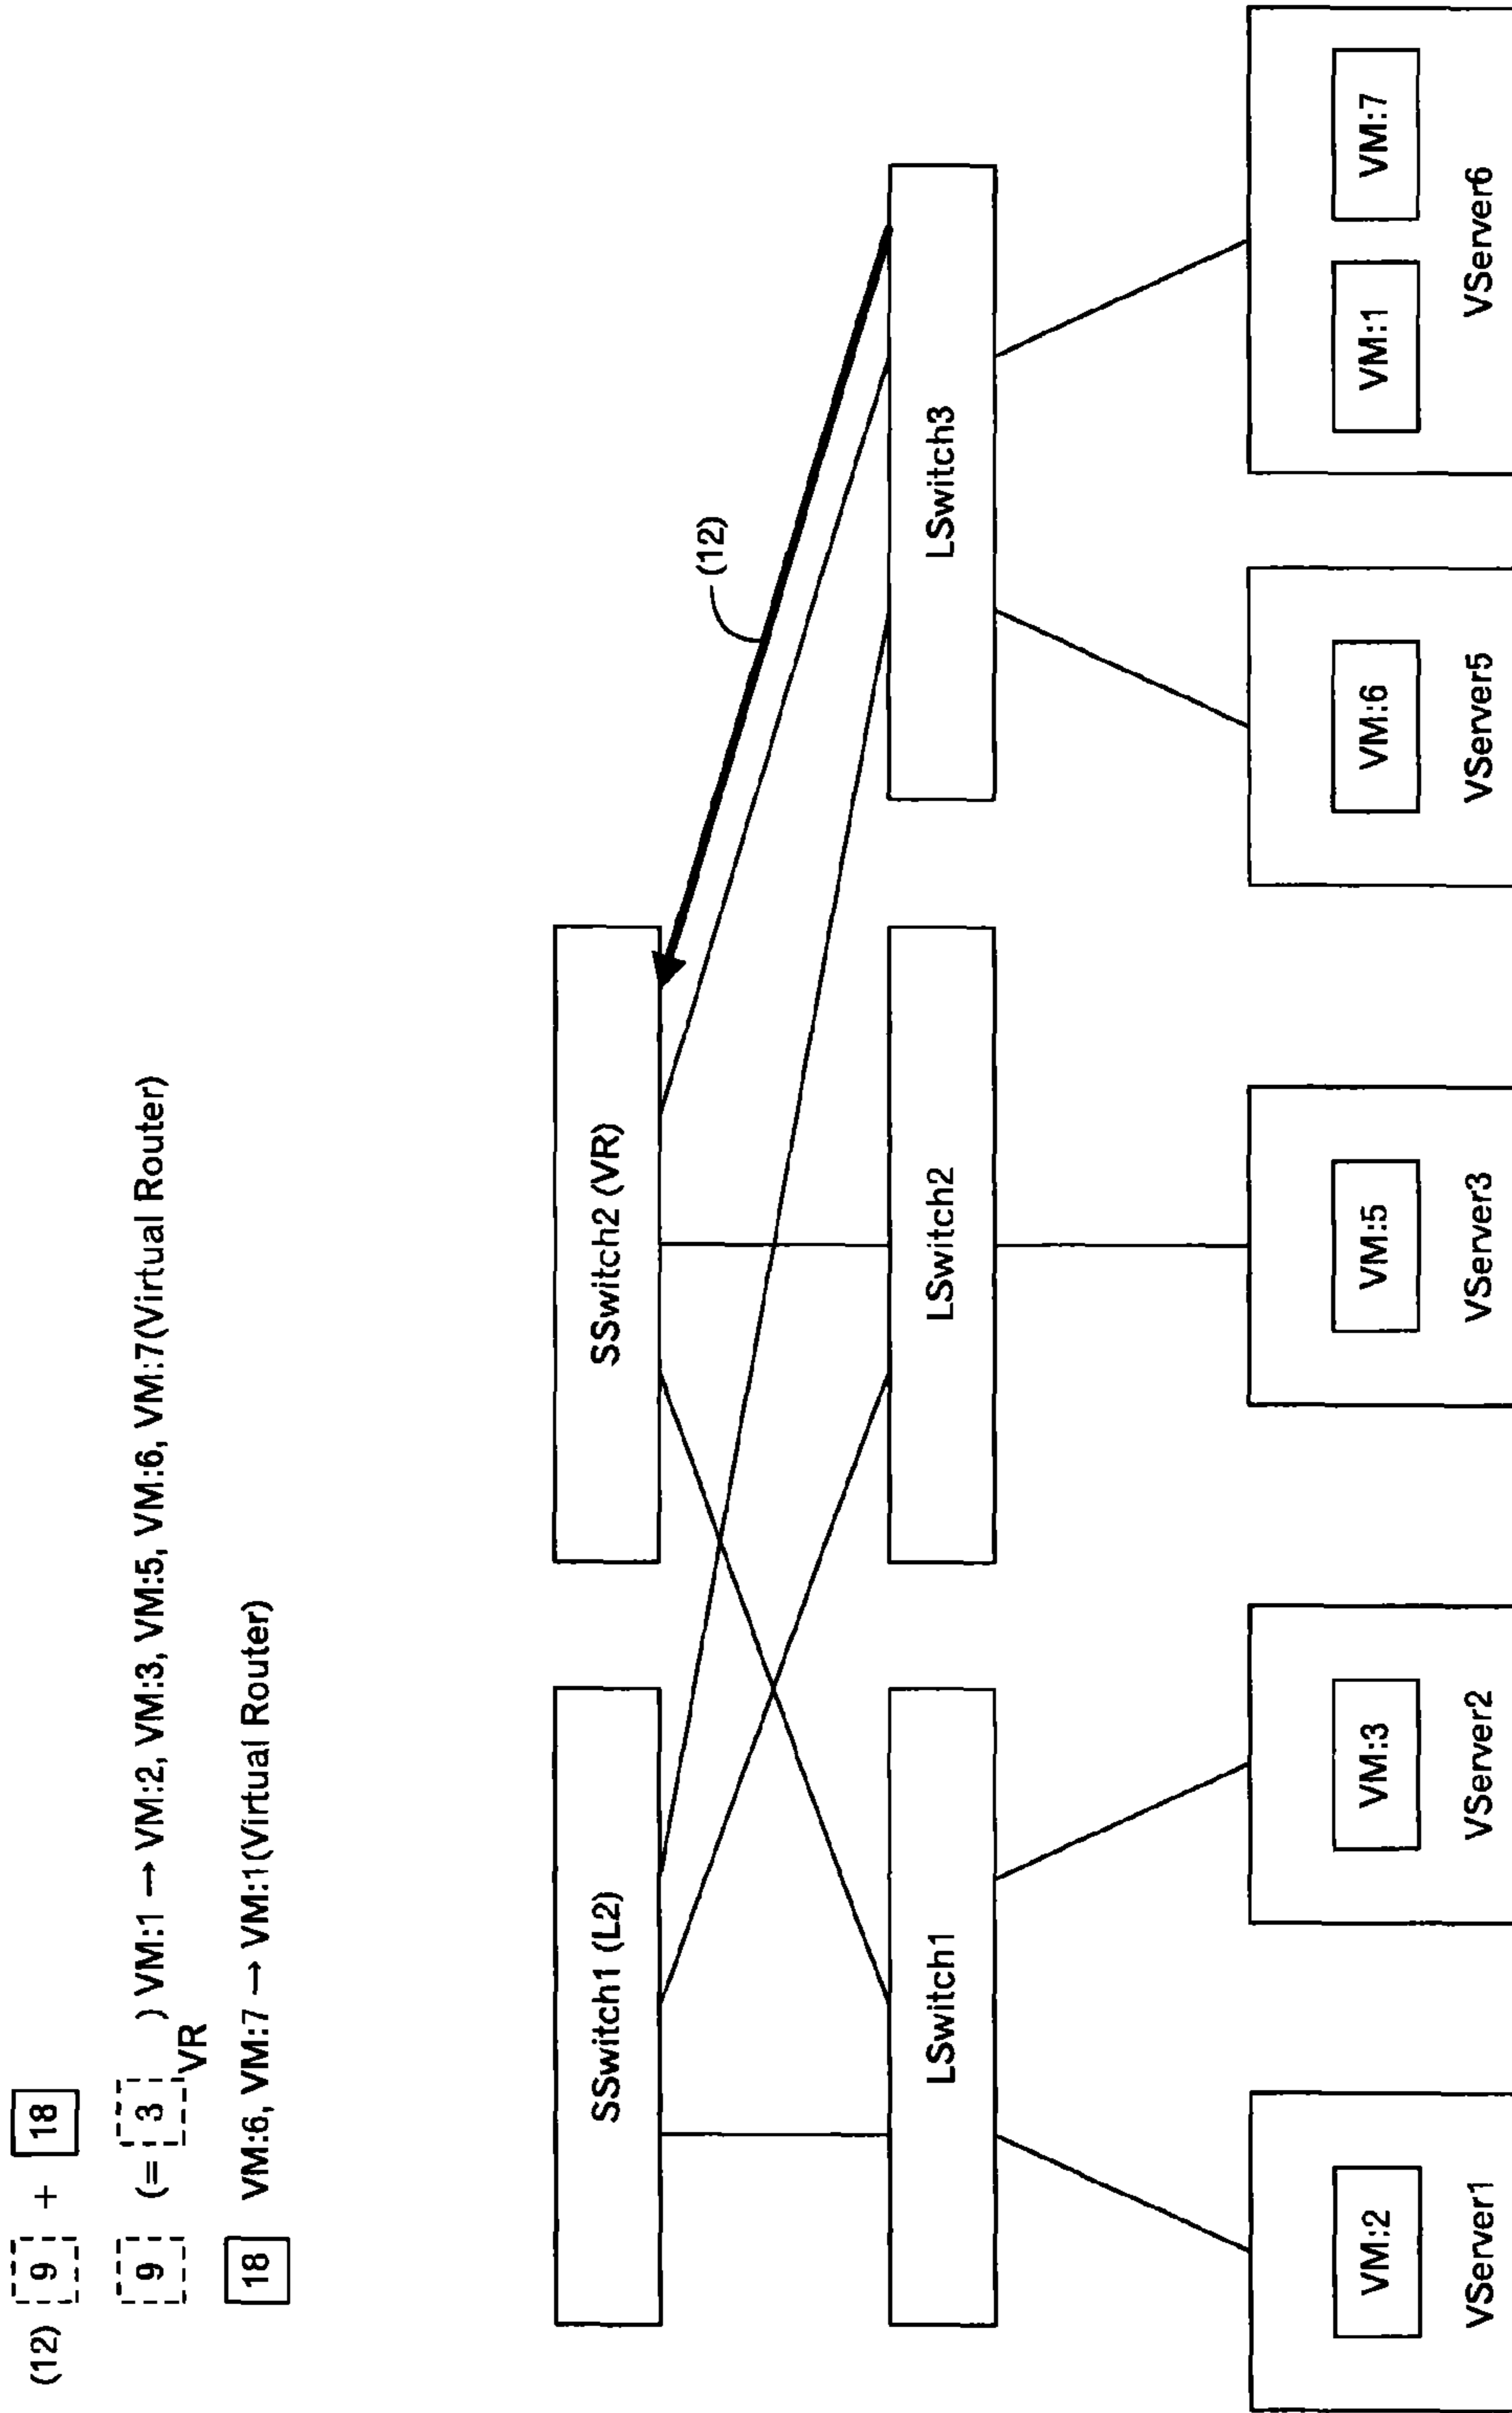 (12) 9 + 18
9 (= 3 VR ) VM:1 → VM:2, VM:3, VM:5, VM:6, VM:7(Virtual Router)
18 VM:6, VM:7 → VM:1(Virtual Router)
(12)
SSwitch1 (L2) SSwitch2 (VR)
LSwitch1 LSwitch2 LSwitch3
VM:2 VM:3 VM:5 VM:6 VM:1 VM:7
VServer1 VServer2 VServer3 VServer5 VServer6